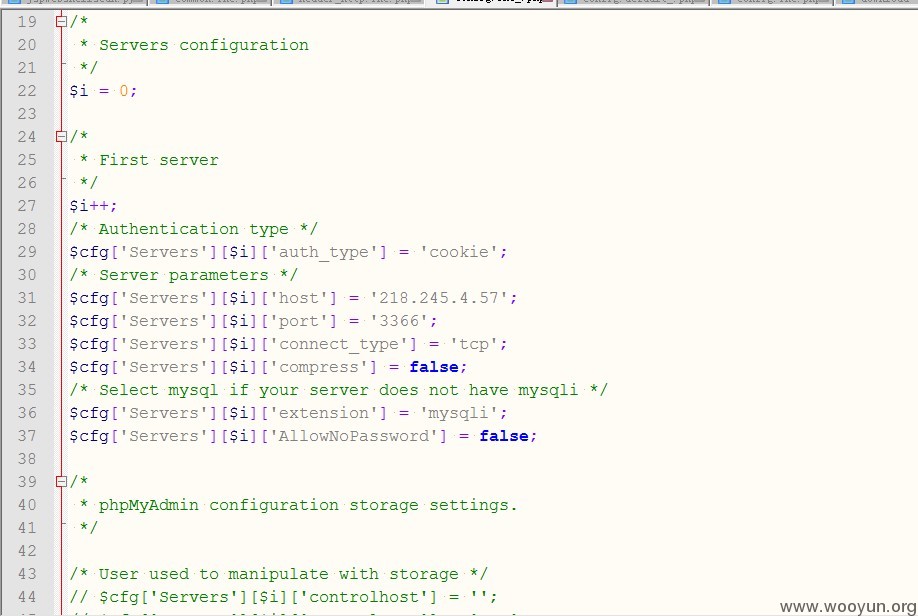 19 /*
20  * Servers configuration
21  */
22 $i = 0;
23
24 /*
25  * First server
26  */
27 $i++;
28 /* Authentication type */
29 $cfg['Servers'][$i]['auth_type'] = 'cookie';
30 /* Server parameters */
31 $cfg['Servers'][$i]['host'] = '218.245.4.57';
32 $cfg['Servers'][$i]['port'] = '3366';
33 $cfg['Servers'][$i]['connect_type'] = 'tcp';
34 $cfg['Servers'][$i]['compress'] = false;
35 /* Select mysql if your server does not have mysqli */
36 $cfg['Servers'][$i]['extension'] = 'mysqli';
37 $cfg['Servers'][$i]['AllowNoPassword'] = false;
38
39 /*
40  * phpMyAdmin configuration storage settings.
41  */
42
43 /* User used to manipulate with storage */
44 // $cfg['Servers'][$i]['controlhost'] = '';
www.wooyun.org